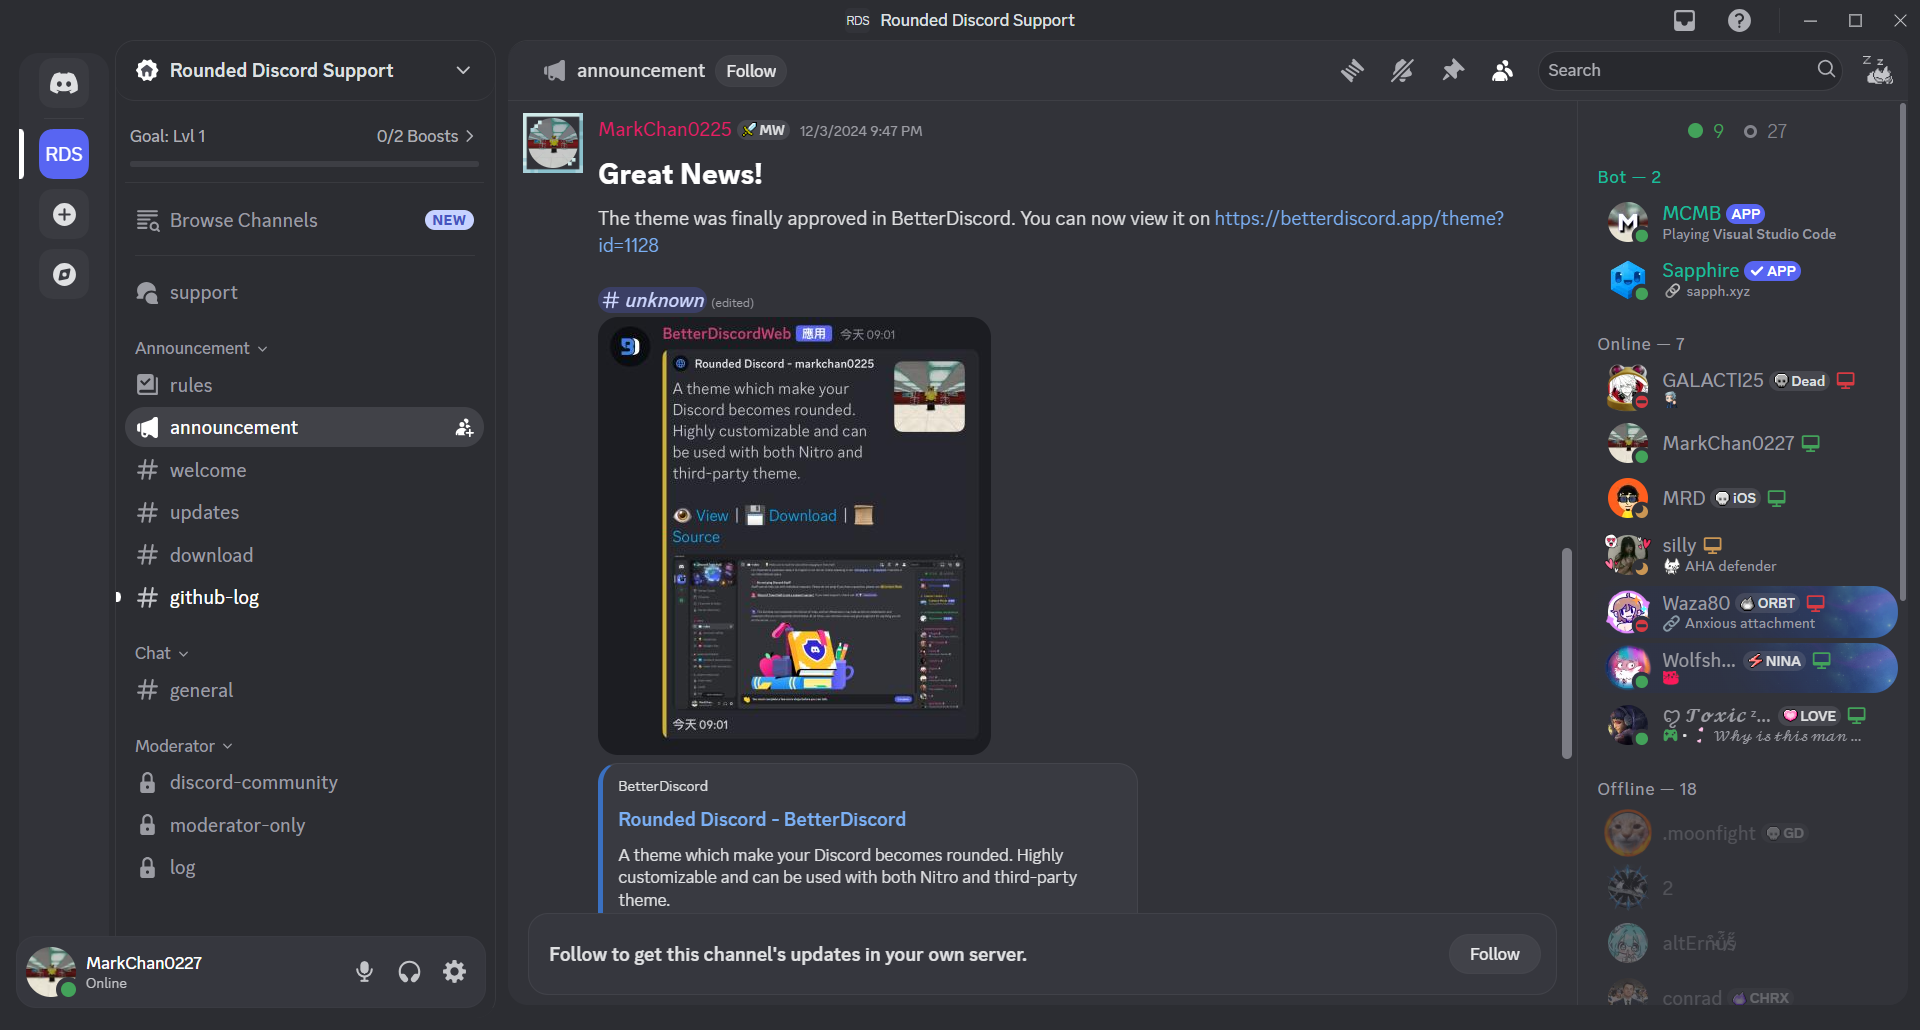 RDS Rounded Discord Support
Rounded Discord Support
Goal: Lvl 1
0/2 Boosts
RDS
Browse Channels
NEW
support
Announcement
rules
announcement
welcome
updates
download
github-log
Chat
general
Moderator
discord-community
moderator-only
log
MarkChan0227
Online
announcement
Follow
Search
MarkChan0225 MW 12/3/2024 9:47 PM
Great News!
The theme was finally approved in BetterDiscord. You can now view it on https://betterdiscord.app/theme?
id=1128
# unknown (edited)
BetterDiscordWeb 應用 今天 09:01
Rounded Discord - markchan0225
A theme which make your
Discord becomes rounded.
Highly customizable and can
be used with both Nitro and
third-party theme.
View | Download |
Source
今天 09:01
BetterDiscord
Rounded Discord - BetterDiscord
A theme which make your Discord becomes rounded. Highly
customizable and can be used with both Nitro and third-party
theme.
Follow to get this channel's updates in your own server.
Follow
9 27
Bot — 2
MCMB APP
Playing Visual Studio Code
Sapphire APP
sapph.xyz
Online — 7
GALACTI25 Dead
MarkChan0227
MRD iOS
silly
AHA defender
Waza80 ORBT
Anxious attachment
Wolfsh... NINA
𝓣𝓸𝔁𝓲𝓬 ᶻ... LOVE
𝓦𝓱𝔂 𝓲𝓼 𝓽𝓱𝓲𝓼 𝓶𝓪𝓷 ...
Offline — 18
.moonfight GD
2
conrad CHRX